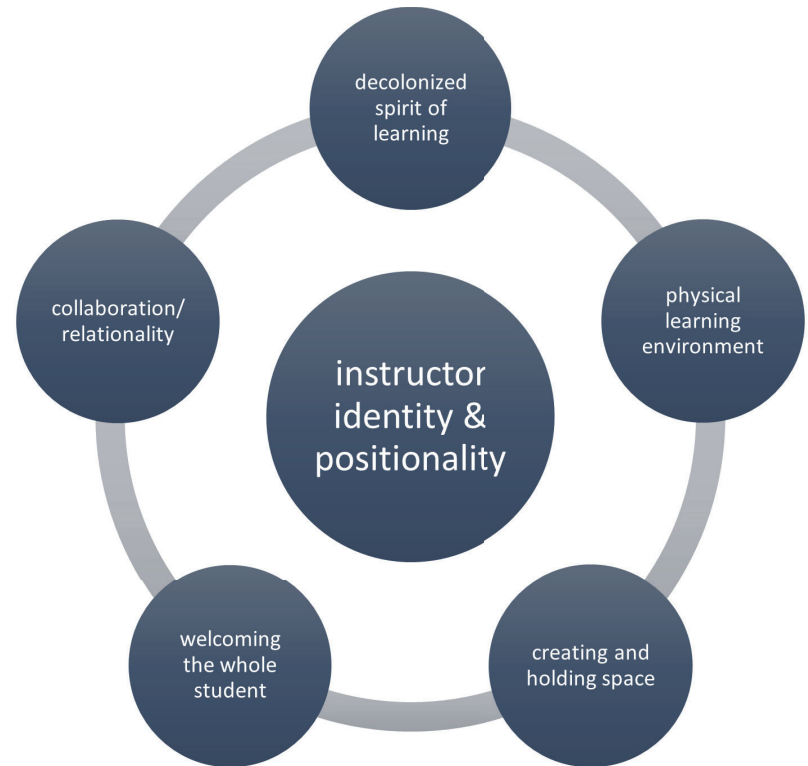 decolonized
spirit of
learning
physical
learning
environment
creating and
holding space
welcoming
the whole
student
collaboration/
relationality
instructor
identity &
positionality